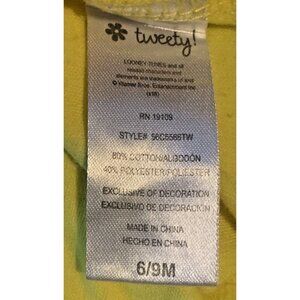 tweety!
LOONEY TUNES and all
related characters and
elements are trademarks of and
© Warner Bros. Entertainment Inc.
RN 19109
STYLE# 56C5566TW
60% COTTON/ALGODÓN
40% POLYESTER/POLIESTER
EXCLUSIVE OF DECORATION
EXCLUSIVO DE DECORACIÓN
MADE IN CHINA
HECHO EN CHINA
6/9M